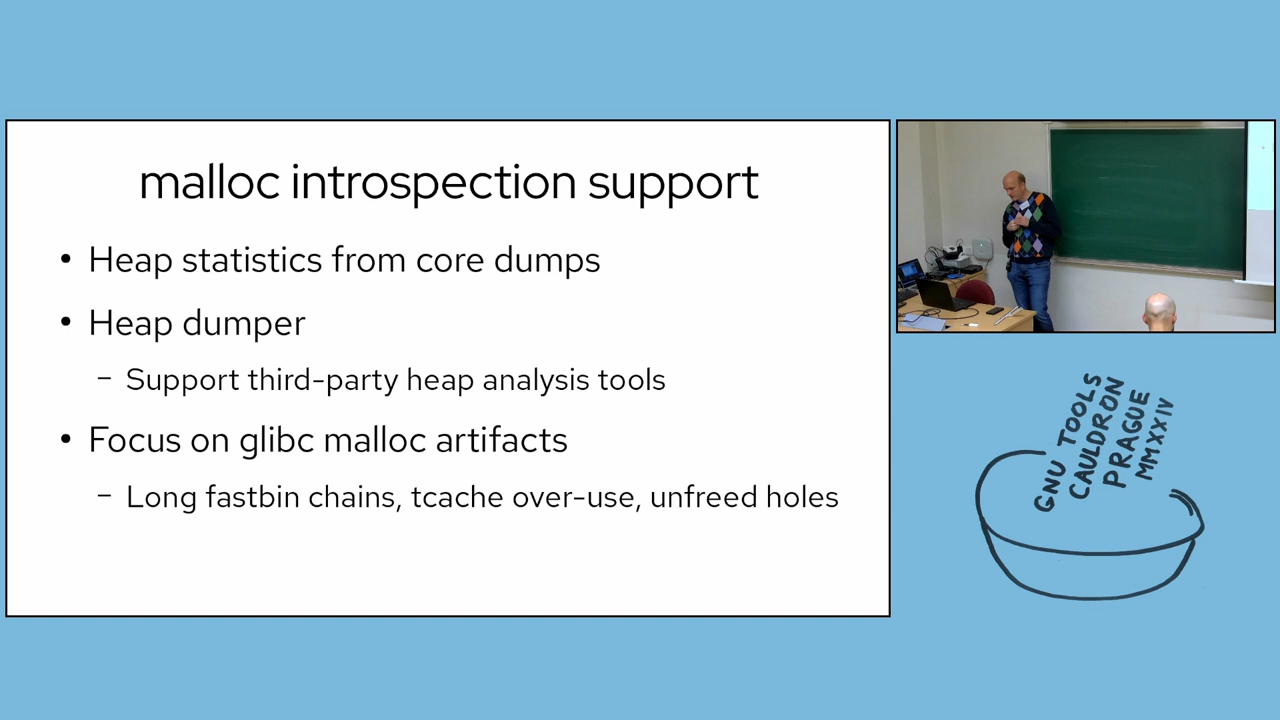 malloc introspection support
• Heap statistics from core dumps
• Heap dumper
– Support third-party heap analysis tools
• Focus on glibc malloc artifacts
– Long fastbin chains, tcache over-use, unfreed holes
GNU TOOLS
CAULDRON
PRAGUE
MMXXIV